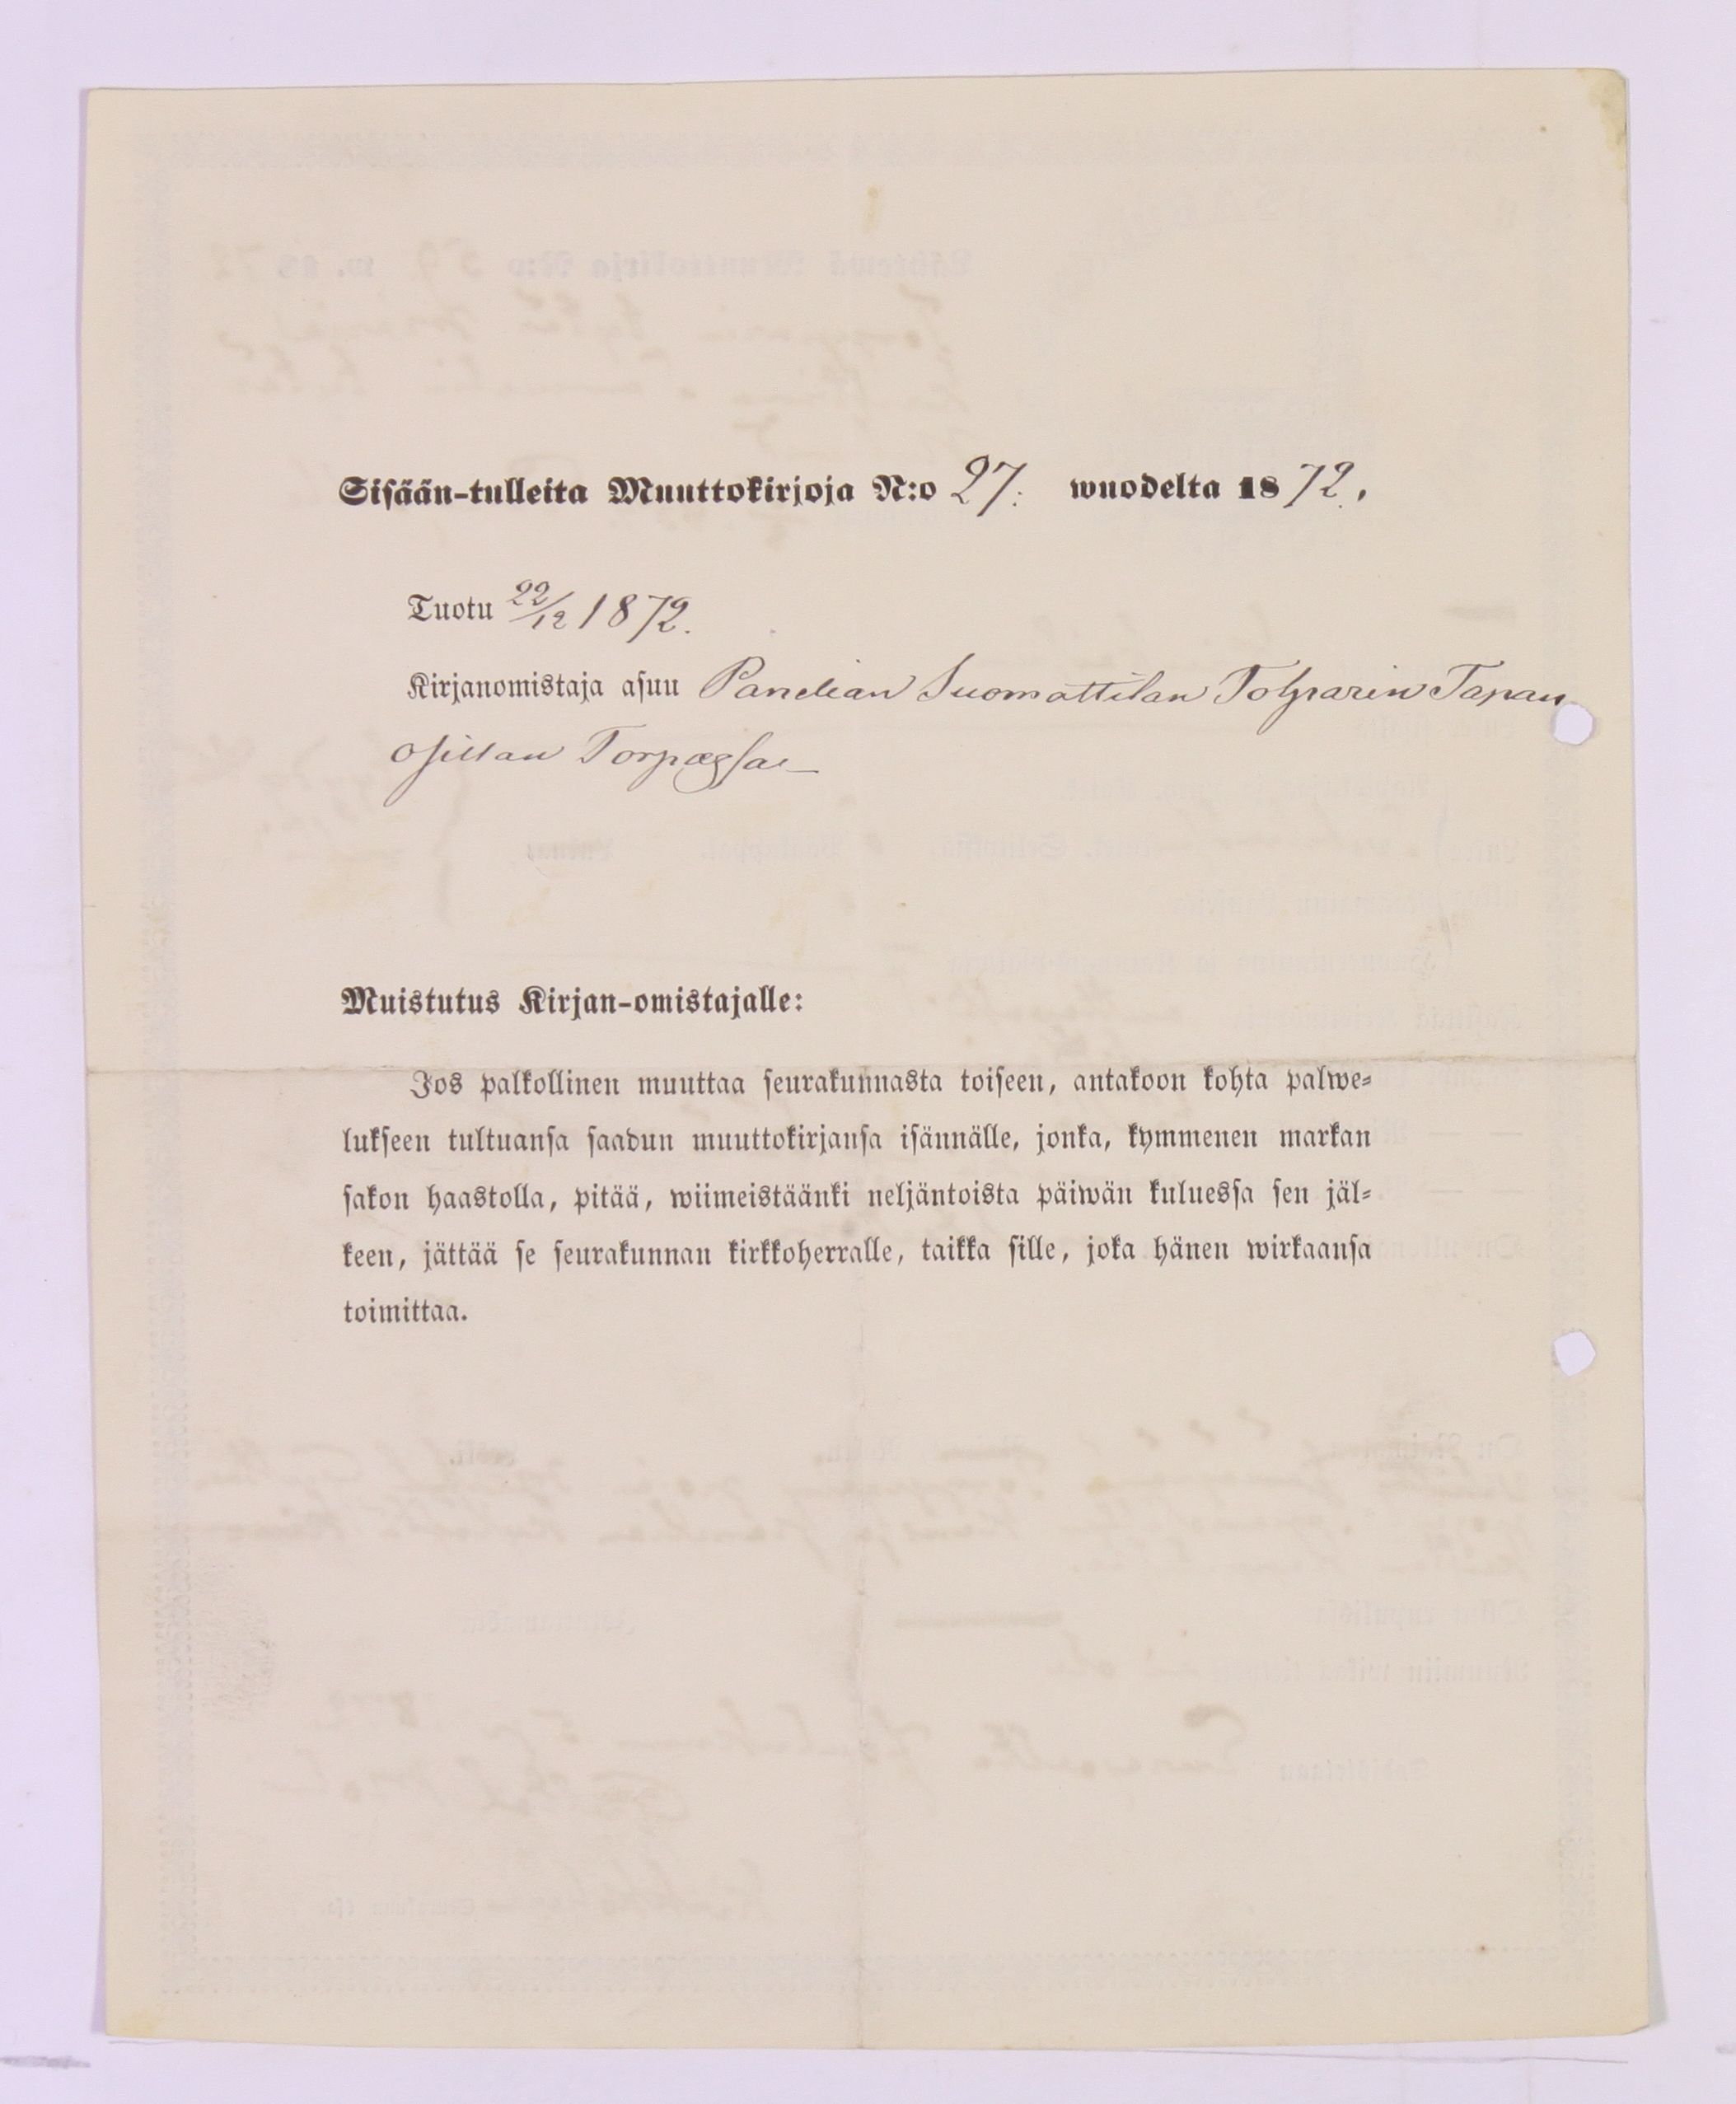 Sisään-tulleita Muuttokirjoja N:o 27. wuodelta 1872.
Tuotu 22/12 1872.
Kirjanomistaja asuu Panelian Suomattilan Tolparin Tapan
osillan Torpassa
Muistutus Kirjan-omistajalle:
Jos palkollinen muuttaa seurakunnasta toiseen, antakoon kohta palwe-
lukseen tultuansa saadun muuttokirjansa isännälle, jonka, kymmenen markan
sakon haastolla, pitää, wiimeistäänki neljäntoista päiwän kuluessa sen jäl-
keen, jättää se seurakunnan kirkkoherralle, taikka sille, joka hänen wirkaansa
toimittaa.